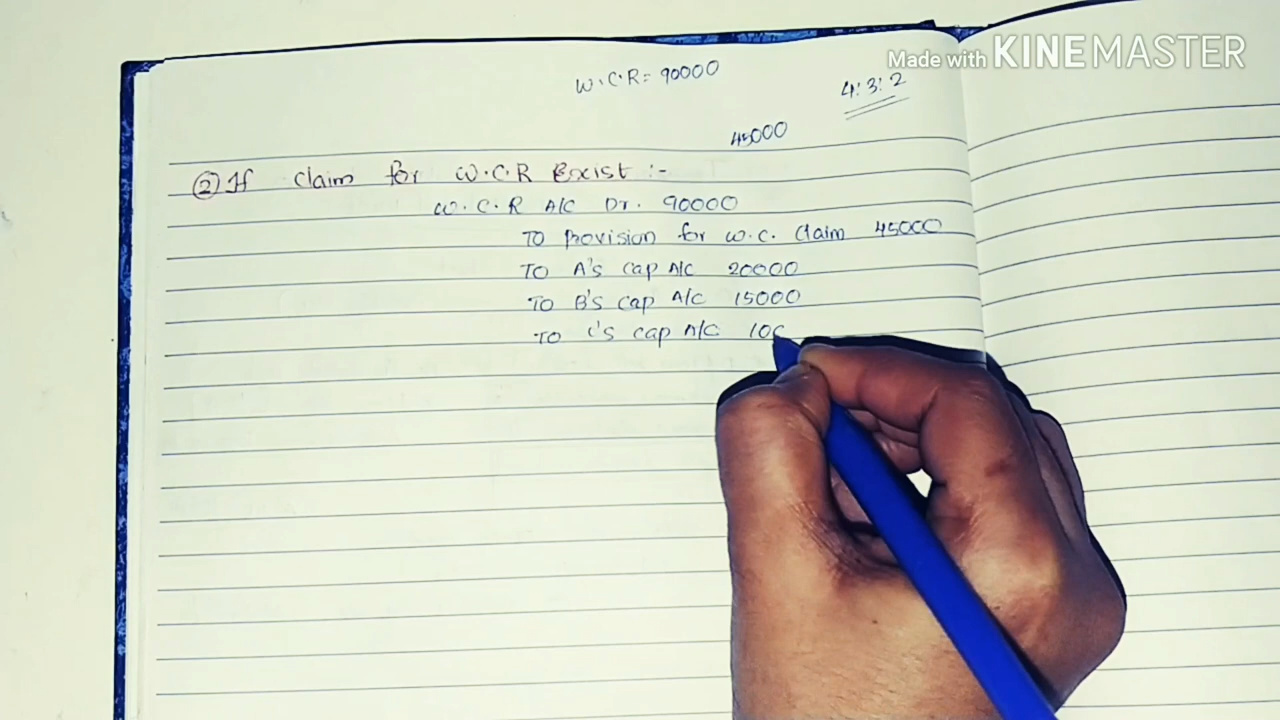 Made with KINEMASTER
W.C.R = 90000
4:3:2
45000
② If claim for W.C.R Exist :-
W.C.R A/C Dr. 90000
To Provision for W.C. Claim 45000
To A's Cap A/C 20000
To B's Cap A/C 15000
To C's cap A/C 100